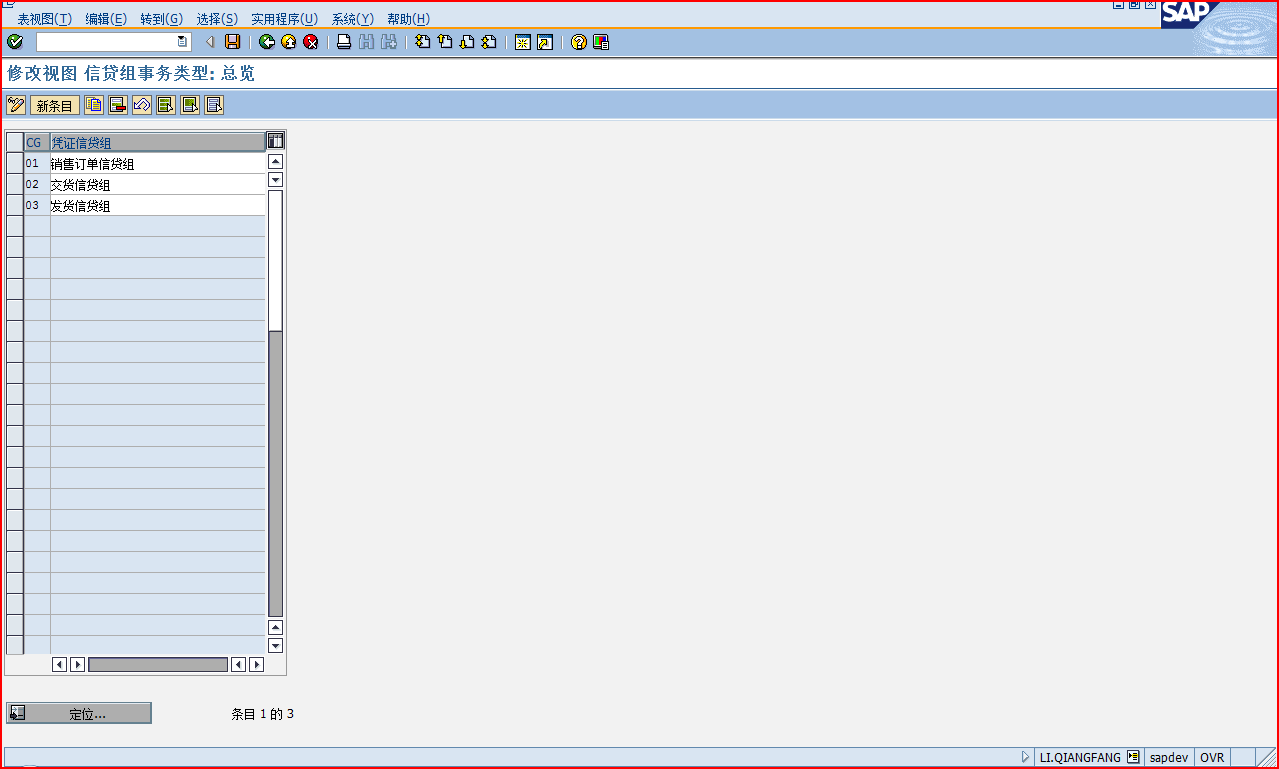 表视图(T) 编辑(E) 转到(G) 选择(S) 实用程序(U) 系统(Y) 帮助(H)
SAP
修改视图 信贷组事务类型: 总览
新条目
CG 凭证信贷组
01 销售订单信贷组
02 交货信贷组
03 发货信贷组
定位... 条目 1 的 3
LI.QIANGFANG sapdev OVR